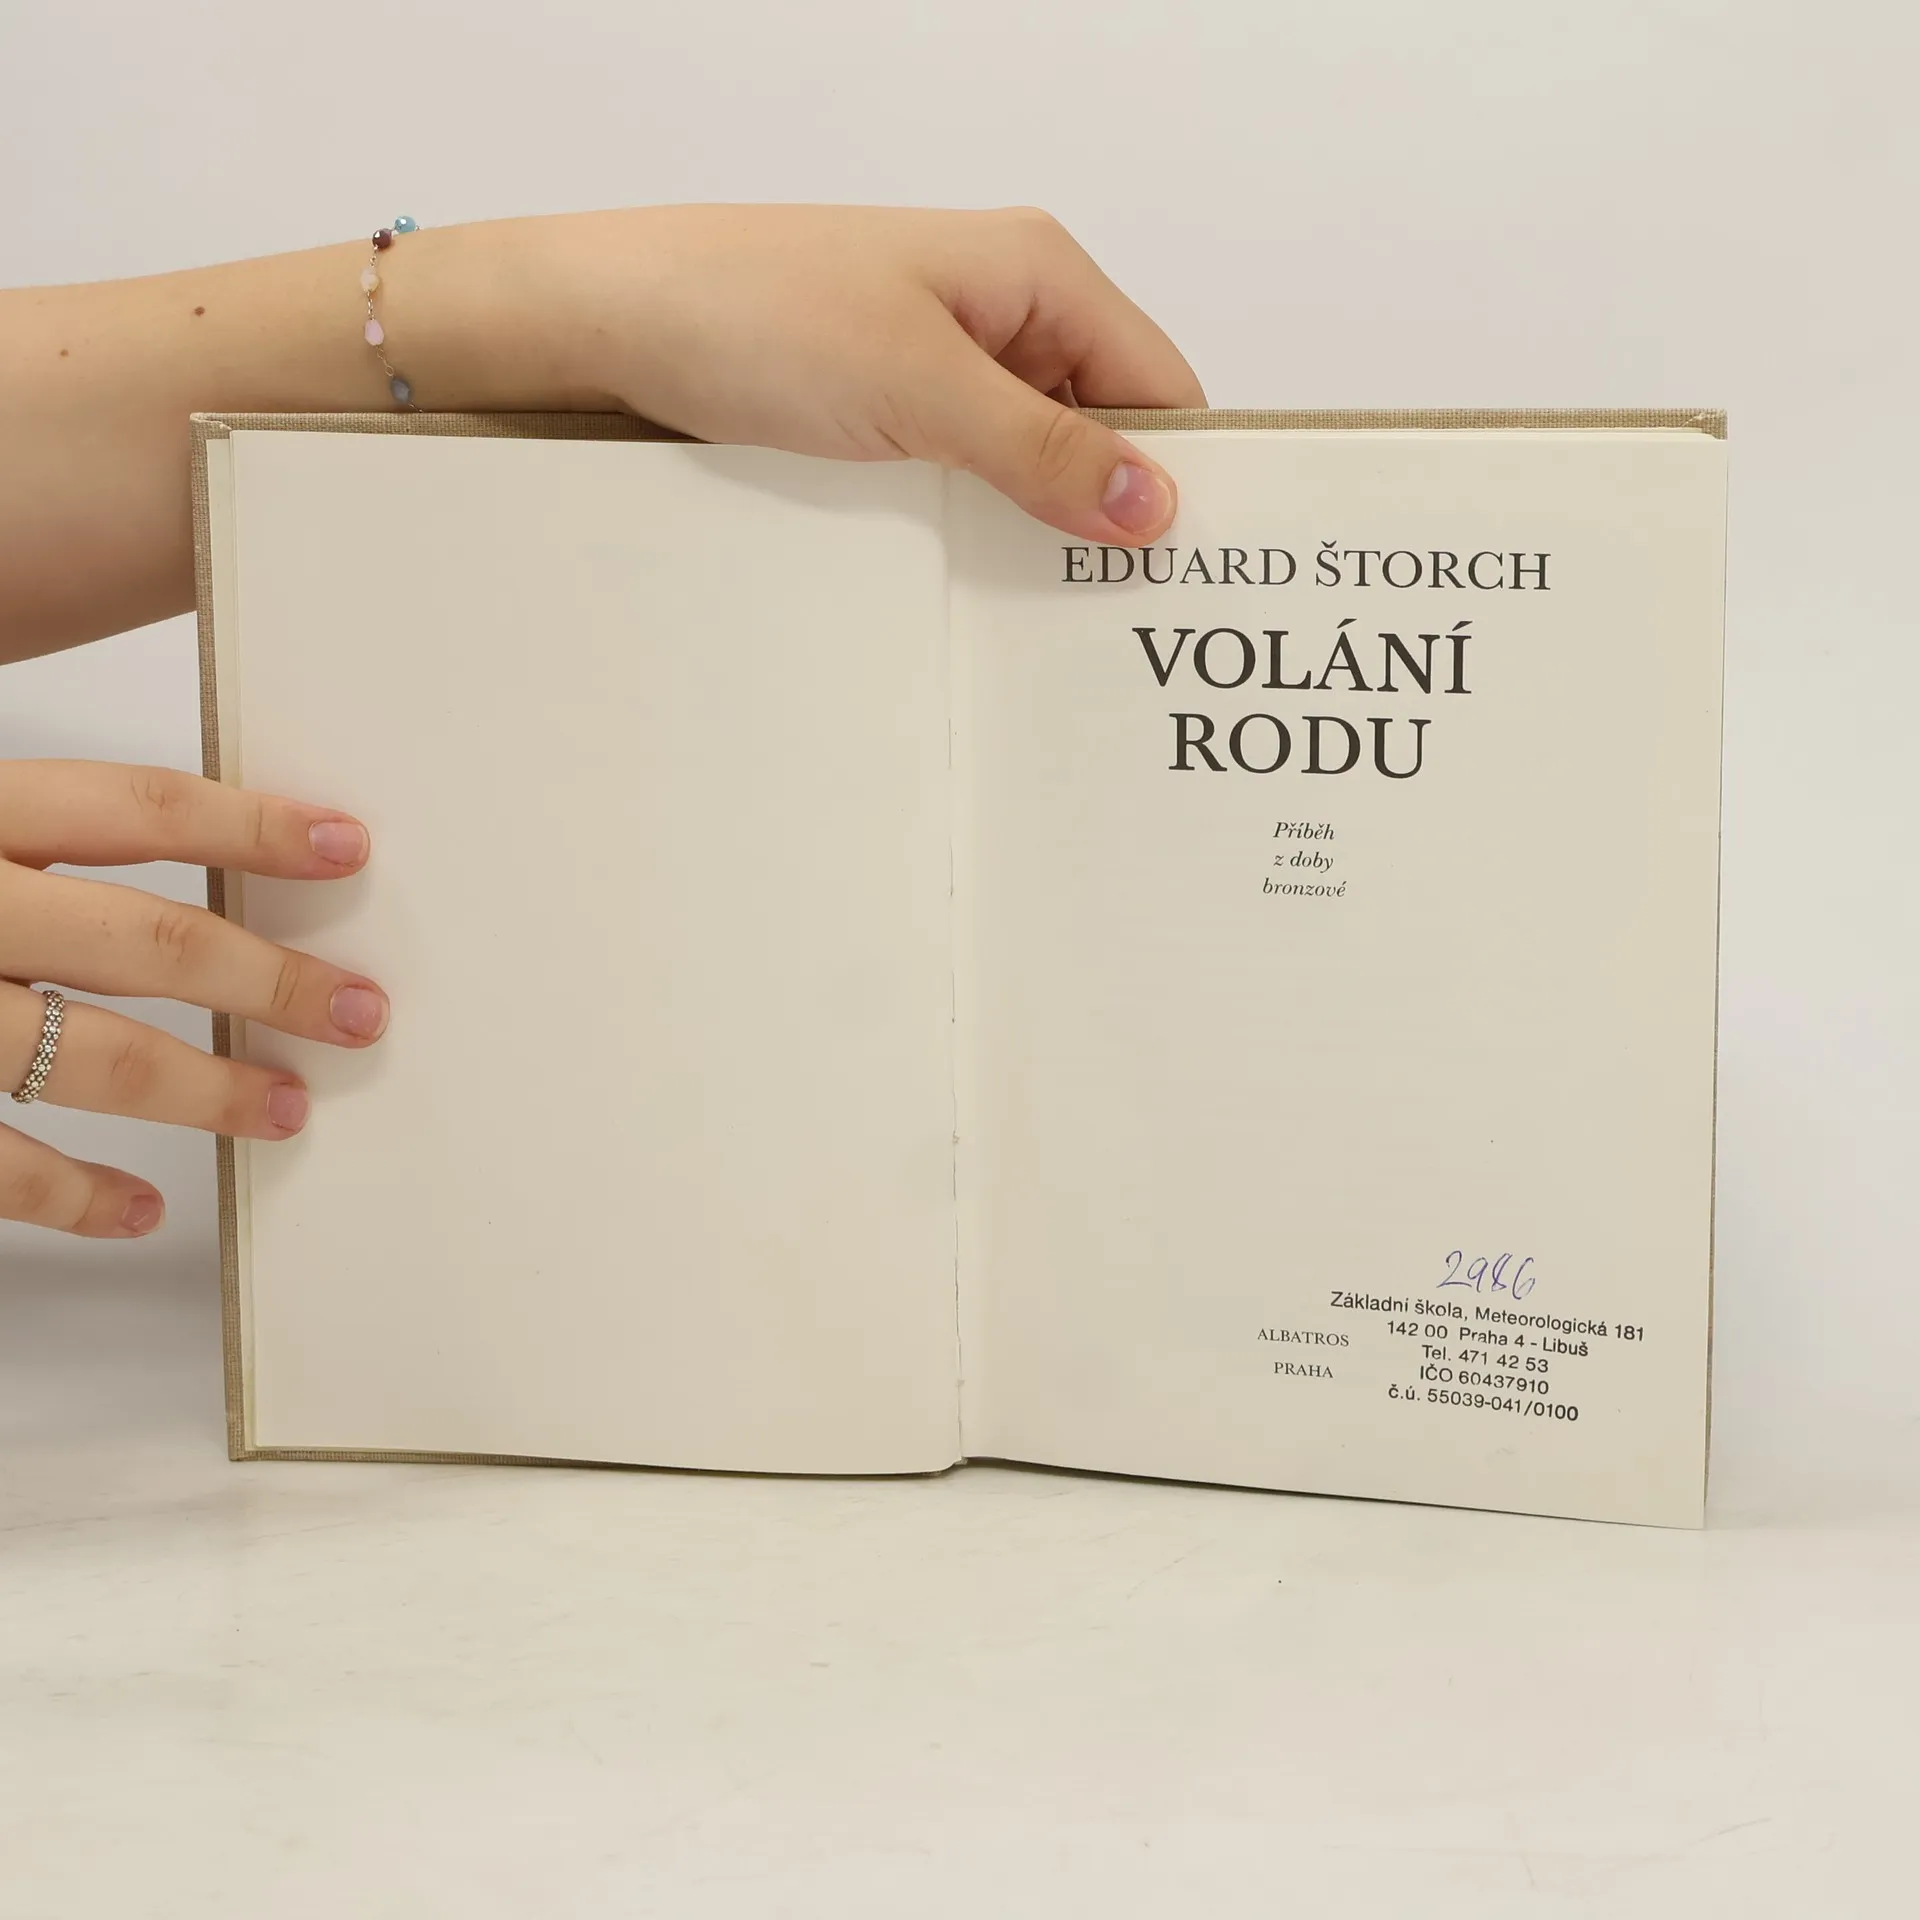 EDUARD ŠTORCH
VOLÁNÍ
RODU
Příběh
z doby
bronzové
2986
Základní škola, Meteorologická 181
142 00 Praha 4 - Libuš
Tel. 471 42 53
IČO 60437910
č.ú. 55039-041/0100
ALBATROS
PRAHA